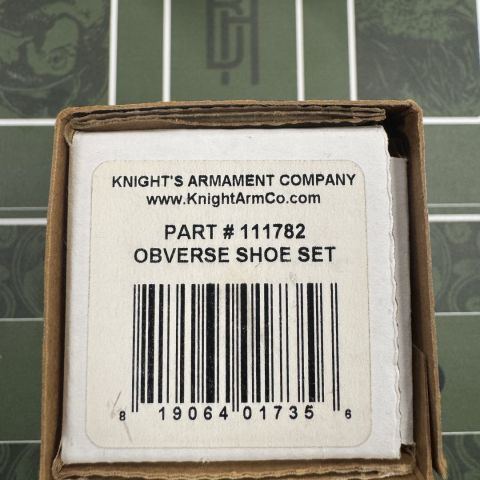 KNIGHT'S ARMAMENT COMPANY
www.KnightArmCo.com
PART # 111782
OBVERSE SHOE SET
8 19064 01735 6